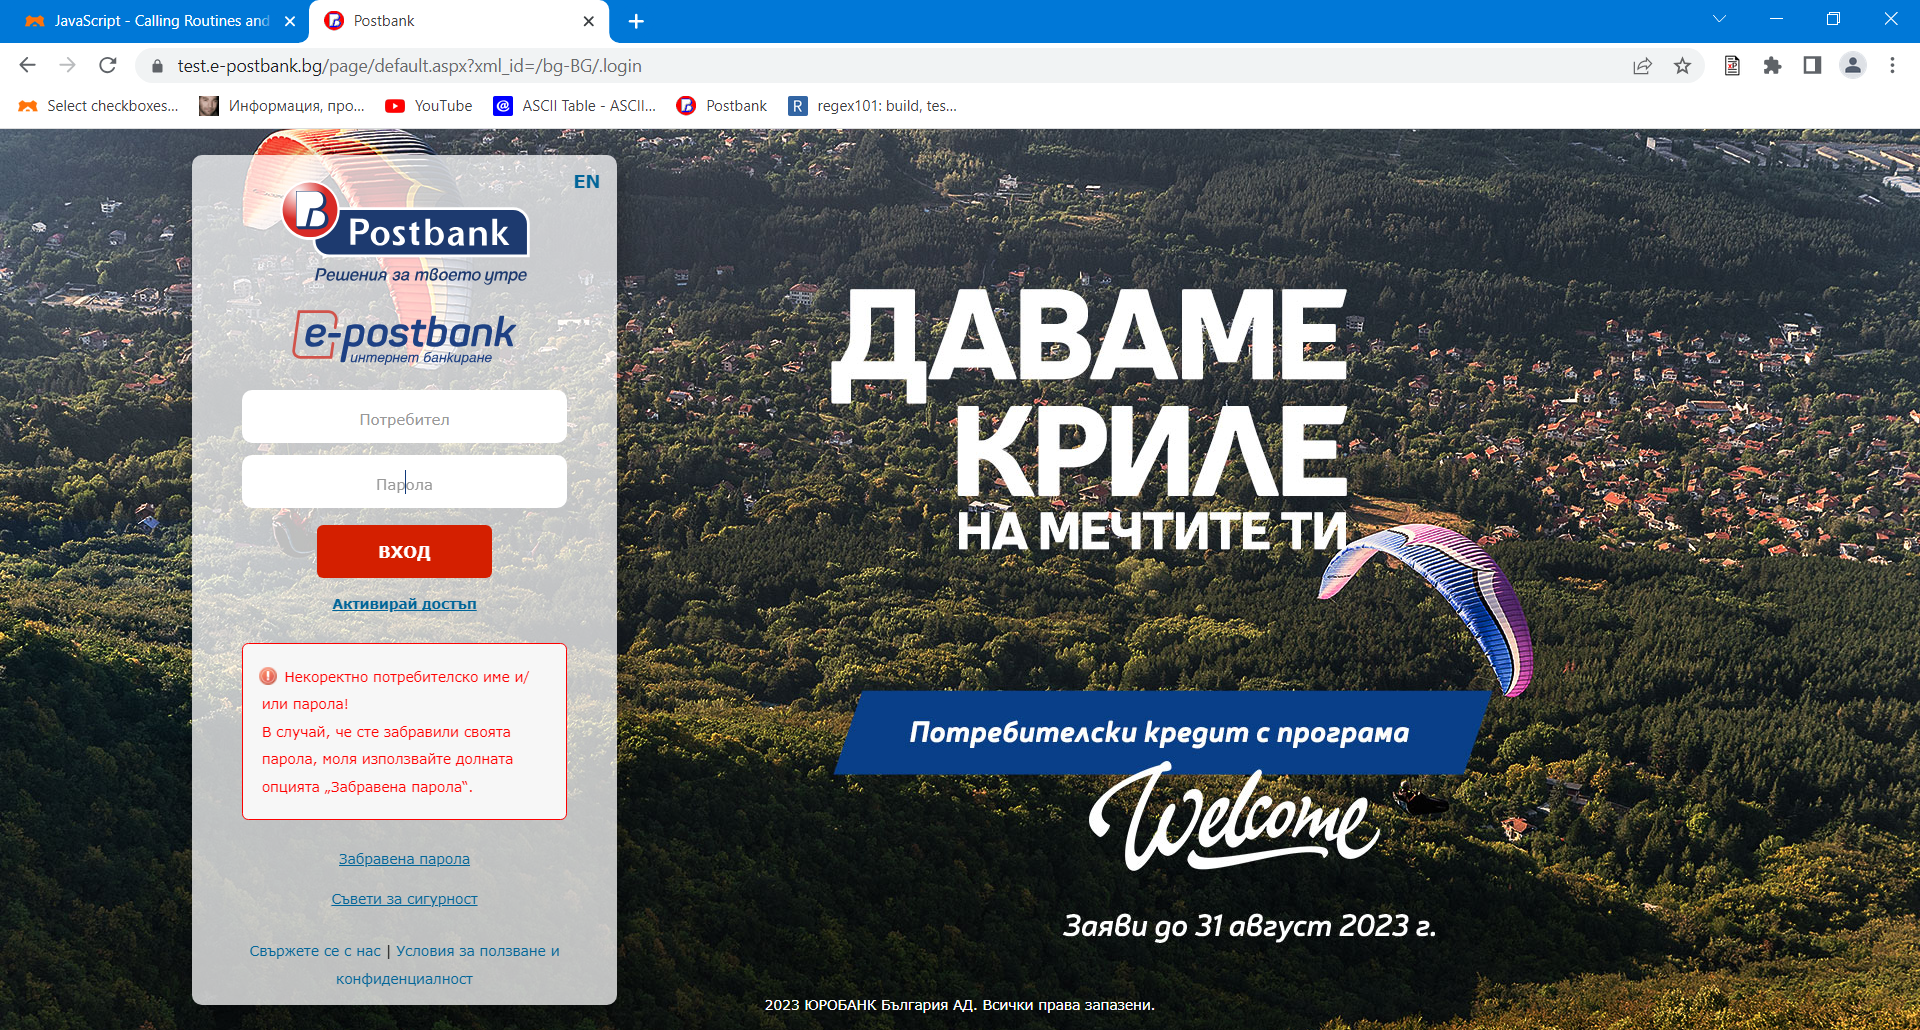 JavaScript - Calling Routines and
Postbank
test.e-postbank.bg/page/default.aspx?xml_id=/bg-BG/.login
Select checkboxes...
Информация, про...
YouTube
ASCII Table - ASCII...
Postbank
regex101: build, tes...
EN
Postbank
Решения за твоето утре
e-postbank
интернет банкиране
Потребител
Парола
ВХОД
Активирай достъп
Некоректно потребителско име и/
или парола!
В случай, че сте забравили своята
парола, моля използвайте долната
опцията „Забравена парола“.
Забравена парола
Съвети за сигурност
Свържете се с нас | Условия за ползване и
конфиденциалност
ДАВАМЕ
КРИЛЕ
НА МЕЧТИТЕ ТИ
Потребителски кредит с програма
Welcome
Заяви до 31 август 2023 г.
2023 ЮРОБАНК България АД. Всички права запазени.